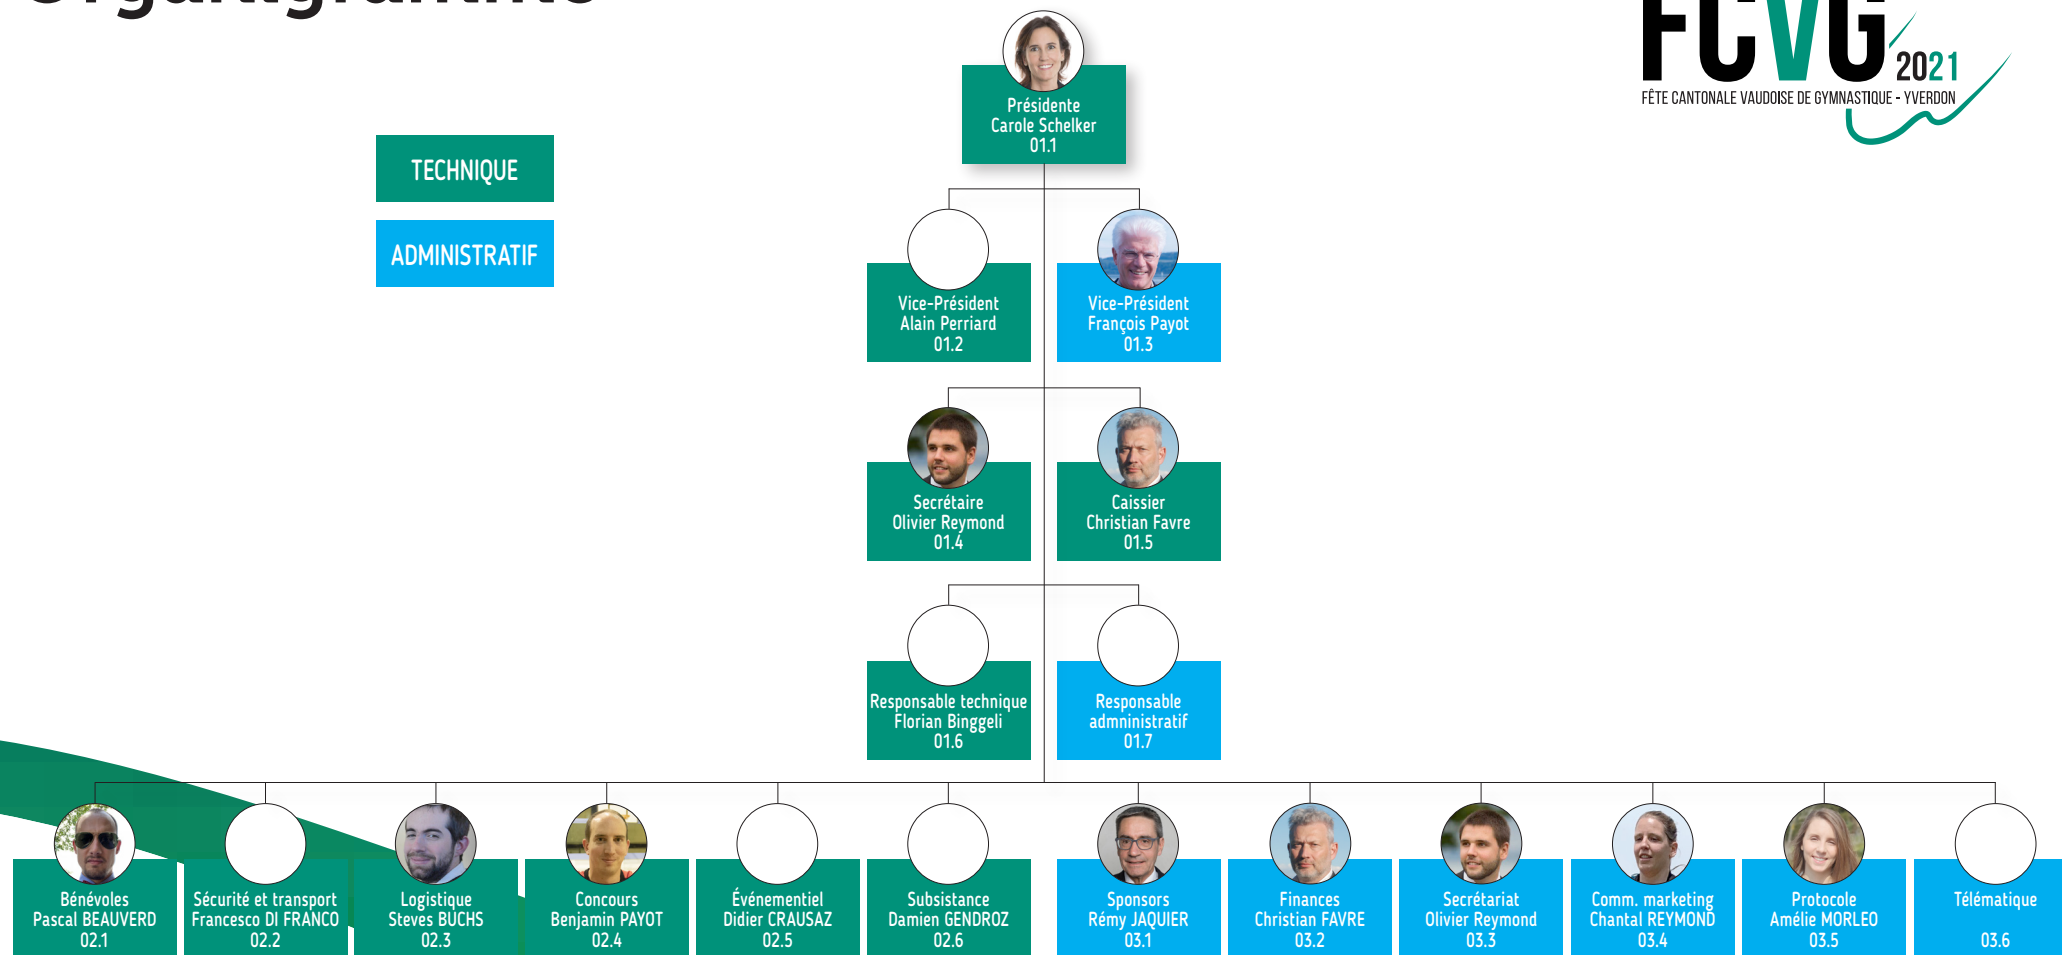 Organigramme
FCVG
2021
FÊTE CANTONALE VAUDOISE DE GYMNASTIQUE - YVERDON
TECHNIQUE
ADMINISTRATIF
Présidente
Carole Schelker
01.1
Vice-Président
Alain Perriard
01.2
Vice-Président
François Payot
01.3
Secrétaire
Olivier Reymond
01.4
Caissier
Christian Favre
01.5
Responsable technique
Florian Binggeli
01.6
Responsable
admninistratif
01.7
Bénévoles
Pascal BEAUVERD
02.1
Sécurité et transport
Francesco DI FRANCO
02.2
Logistique
Steves BUCHS
02.3
Concours
Benjamin PAYOT
02.4
Événementiel
Didier CRAUSAZ
02.5
Subsistance
Damien GENDROZ
02.6
Sponsors
Rémy JAQUIER
03.1
Finances
Christian FAVRE
03.2
Secrétariat
Olivier Reymond
03.3
Comm. marketing
Chantal REYMOND
03.4
Protocole
Amélie MORLEO
03.5
Télématique
03.6